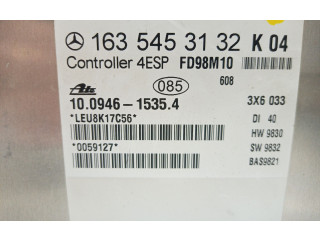 163 545 31 32 K 04
Controller 4ESP FD98M10
608
Ate 085
10.0946-1535.4 3X6 033
*LEU8K17C56* DI 40
HW 9830
*0059127* SW 9832
BAS9821